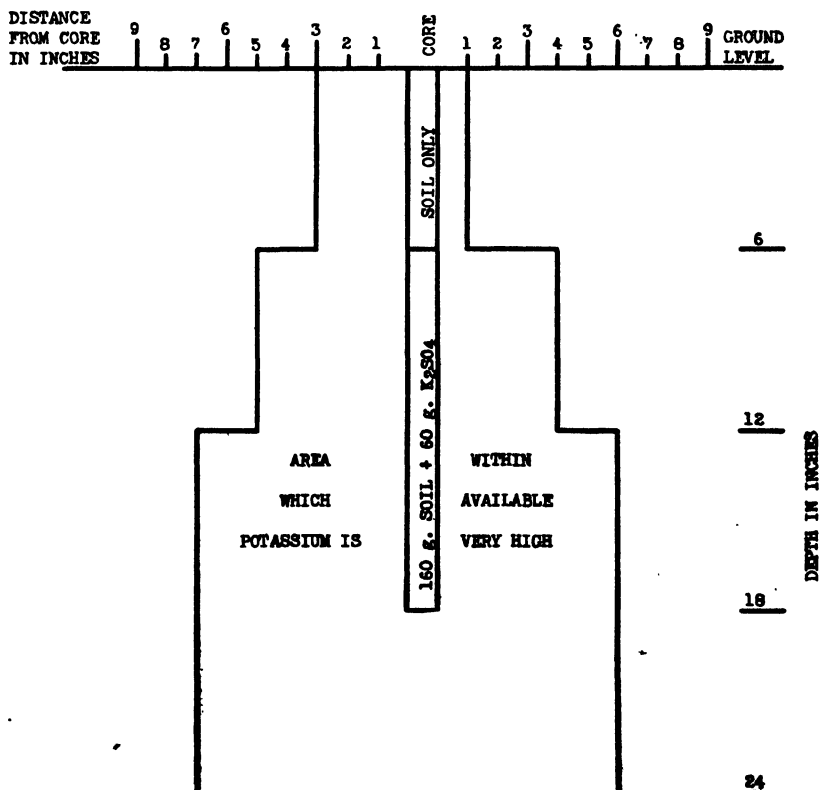 DISTANCE
FROM CORE
IN INCHES
9 8 7 6 5 4 3 2 1
CORE
1 2 3 4 5 6 7 8 9
GROUND
LEVEL
SOIL ONLY
6
160 g. SOIL + 60 g. K2SO4
12
AREA WITHIN
WHICH AVAILABLE
POTASSIUM IS VERY HIGH
DEPTH IN INCHES
18
24